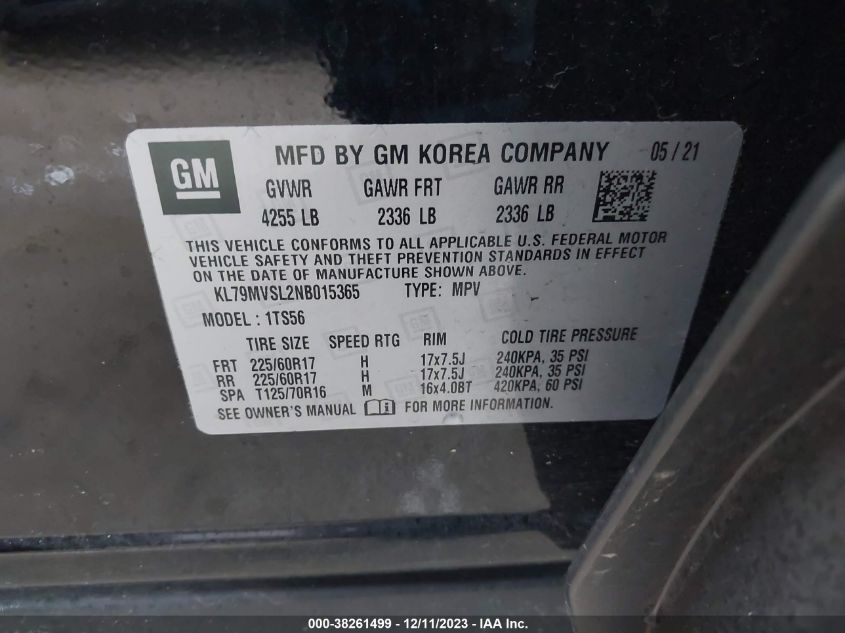 GM MFD BY GM KOREA COMPANY 05/21
GVWR GAWR FRT GAWR RR
4255 LB 2336 LB 2336 LB
THIS VEHICLE CONFORMS TO ALL APPLICABLE U.S. FEDERAL MOTOR
VEHICLE SAFETY AND THEFT PREVENTION STANDARDS IN EFFECT
ON THE DATE OF MANUFACTURE SHOWN ABOVE.
KL79MVSL2NB015365 TYPE: MPV
MODEL : 1TS56
TIRE SIZE SPEED RTG RIM COLD TIRE PRESSURE
FRT 225/60R17 H 17x7.5J 240KPA, 35 PSI
RR 225/60R17 H 17x7.5J 240KPA, 35 PSI
SPA T125/70R16 M 16x4.0BT 420KPA, 60 PSI
SEE OWNER'S MANUAL FOR MORE INFORMATION.
000-38261499 - 12/11/2023 - IAA Inc.